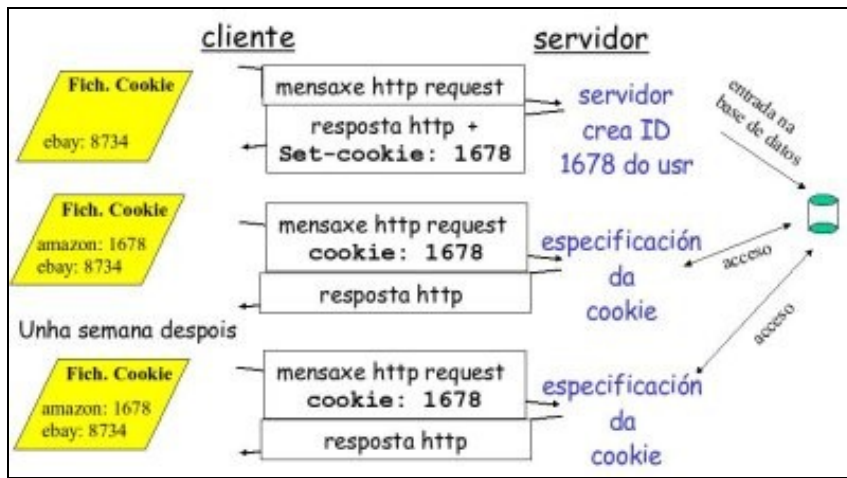 cliente
servidor
Fich. Cookie
ebay: 8734
mensaxe http request
resposta http +
Set-cookie: 1678
servidor
crea ID
1678 do usr
entrada na
base de datos
Fich. Cookie
amazon: 1678
ebay: 8734
mensaxe http request
cookie: 1678
resposta http
especificación
da
cookie
acceso
Unha semana despois
Fich. Cookie
amazon: 1678
ebay: 8734
mensaxe http request
cookie: 1678
resposta http
especificación
da
cookie
acceso